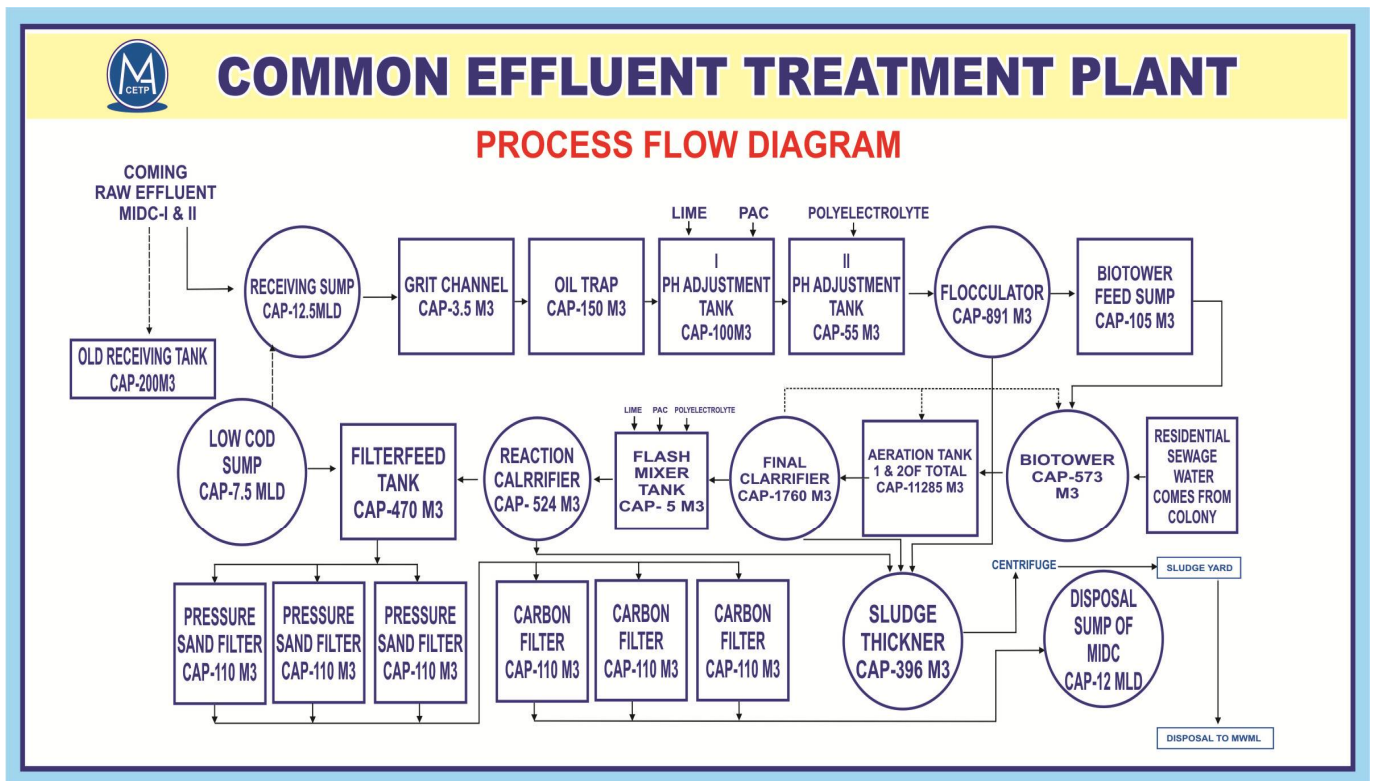 MA
CETP
COMMON EFFLUENT TREATMENT PLANT
PROCESS FLOW DIAGRAM
COMING
RAW EFFLUENT
MIDC-I & II
RECEIVING SUMP
CAP-12.5MLD
GRIT CHANNEL
CAP-3.5 M3
OIL TRAP
CAP-150 M3
LIME
PAC
I
PH ADJUSTMENT
TANK
CAP-100M3
POLYELECTROLYTE
II
PH ADJUSTMENT
TANK
CAP-55 M3
FLOCCULATOR
CAP-891 M3
BIOTOWER
FEED SUMP
CAP-105 M3
OLD RECEIVING TANK
CAP-200M3
LOW COD
SUMP
CAP-7.5 MLD
FILTERFEED
TANK
CAP-470 M3
REACTION
CALRRIFIER
CAP- 524 M3
LIME
PAC
POLYELECTROLYTE
FLASH
MIXER
TANK
CAP- 5 M3
FINAL
CLARRIFIER
CAP-1760 M3
AERATION TANK
1 & 2OF TOTAL
CAP-11285 M3
BIOTOWER
CAP-573
M3
RESIDENTIAL
SEWAGE
WATER
COMES FROM
COLONY
PRESSURE
SAND FILTER
CAP-110 M3
PRESSURE
SAND FILTER
CAP-110 M3
PRESSURE
SAND FILTER
CAP-110 M3
CARBON
FILTER
CAP-110 M3
CARBON
FILTER
CAP-110 M3
CARBON
FILTER
CAP-110 M3
SLUDGE
THICKNER
CAP-396 M3
CENTRIFUGE
SLUDGE YARD
DISPOSAL
SUMP OF
MIDC
CAP-12 MLD
DISPOSAL TO MWML